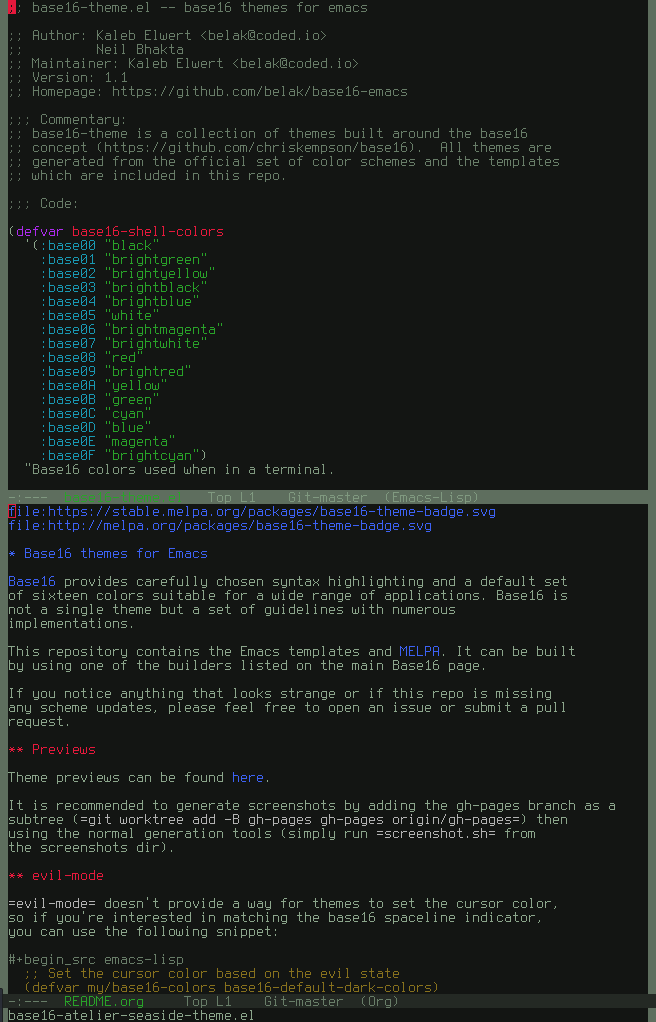 ;; base16-theme.el -- base16 themes for emacs

;; Author: Kaleb Elwert <belak@coded.io>
;;         Neil Bhakta
;; Maintainer: Kaleb Elwert <belak@coded.io>
;; Version: 1.1
;; Homepage: https://github.com/belak/base16-emacs

;;; Commentary:
;; base16-theme is a collection of themes built around the base16
;; concept (https://github.com/chriskempson/base16).  All themes are
;; generated from the official set of color schemes and the templates
;; which are included in this repo.

;;; Code:

(defvar base16-shell-colors
  '(:base00 "black"
    :base01 "brightgreen"
    :base02 "brightyellow"
    :base03 "brightblack"
    :base04 "brightblue"
    :base05 "white"
    :base06 "brightmagenta"
    :base07 "brightwhite"
    :base08 "red"
    :base09 "brightred"
    :base0A "yellow"
    :base0B "green"
    :base0C "cyan"
    :base0D "blue"
    :base0E "magenta"
    :base0F "brightcyan")
  "Base16 colors used when in a terminal.

-:---  base16-theme.el   Top L1    Git-master  (Emacs-Lisp)
file:https://stable.melpa.org/packages/base16-theme-badge.svg
file:http://melpa.org/packages/base16-theme-badge.svg

* Base16 themes for Emacs

Base16 provides carefully chosen syntax highlighting and a default set
of sixteen colors suitable for a wide range of applications. Base16 is
not a single theme but a set of guidelines with numerous
implementations.

This repository contains the Emacs templates and MELPA. It can be built
by using one of the builders listed on the main Base16 page.

If you notice anything that looks strange or if this repo is missing
any scheme updates, please feel free to open an issue or submit a pull
request.

** Previews

Theme previews can be found here.

It is recommended to generate screenshots by adding the gh-pages branch as a
subtree (=git worktree add -B gh-pages gh-pages origin/gh-pages=) then
using the normal generation tools (simply run =screenshot.sh= from
the screenshots dir).

** evil-mode

=evil-mode= doesn't provide a way for themes to set the cursor color,
so if you're interested in matching the base16 spaceline indicator,
you can use the following snippet:

#+begin_src emacs-lisp
  ;; Set the cursor color based on the evil state
  (defvar my/base16-colors base16-default-dark-colors)
-:---  README.org     Top L1    Git-master  (Org)
base16-atelier-seaside-theme.el